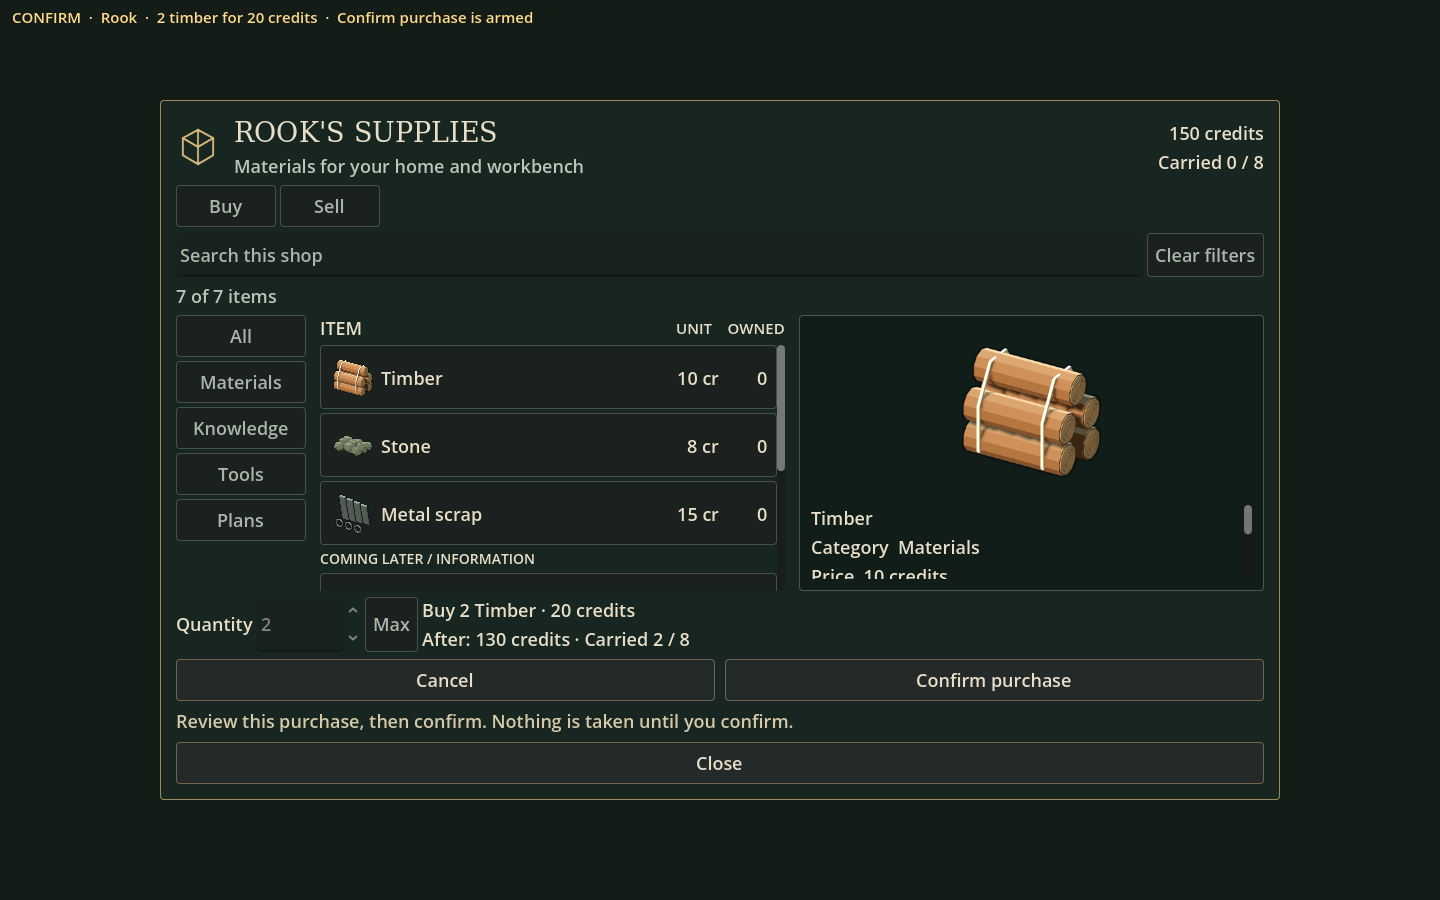 CONFIRM · Rook · 2 timber for 20 credits · Confirm purchase is armed
ROOK'S SUPPLIES
Materials for your home and workbench
150 credits
Carried 0 / 8
Buy
Sell
Search this shop
Clear filters
7 of 7 items
All
Materials
Knowledge
Tools
Plans
ITEM UNIT OWNED
Timber 10 cr 0
Stone 8 cr 0
Metal scrap 15 cr 0
COMING LATER / INFORMATION
Timber
Category Materials
Price 10 credits
Quantity 2
Max
Buy 2 Timber · 20 credits
After: 130 credits · Carried 2 / 8
Cancel
Confirm purchase
Review this purchase, then confirm. Nothing is taken until you confirm.
Close